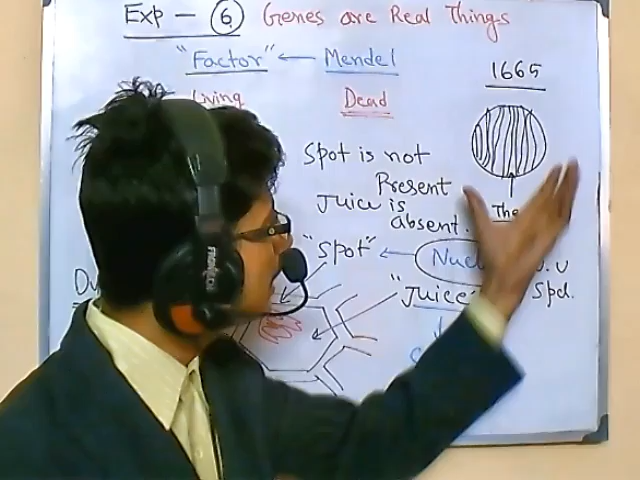 Exp — 6 Genes are Real Things
"Factor" ← Mendel
1665
Living Dead
Spot is not
Present
Juice is
absent.
"Spot" ←
"Juice"
Spd.